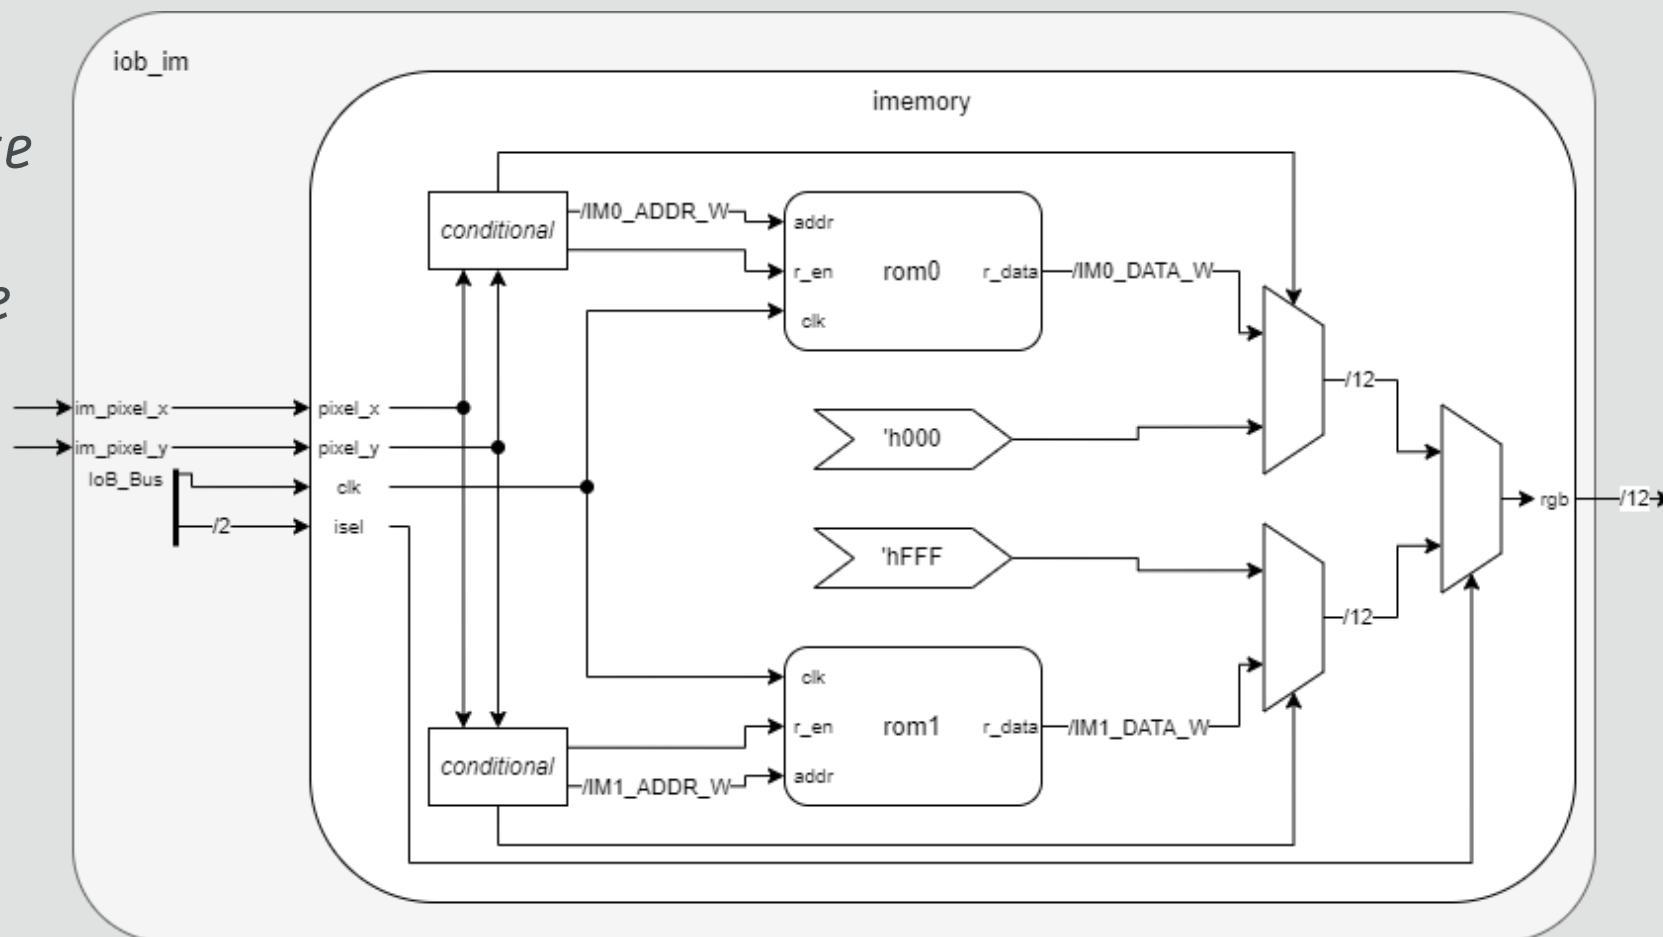 iob_im
imemory
conditional
/IM0_ADDR_W
addr
r_en
clk
rom0
r_data
/IM0_DATA_W
/12
'h000
im_pixel_x
pixel_x
im_pixel_y
pixel_y
IoB_Bus
clk
/2
isel
rgb
/12
'hFFF
/12
clk
r_en
addr
rom1
r_data
/IM1_DATA_W
conditional
/IM1_ADDR_W